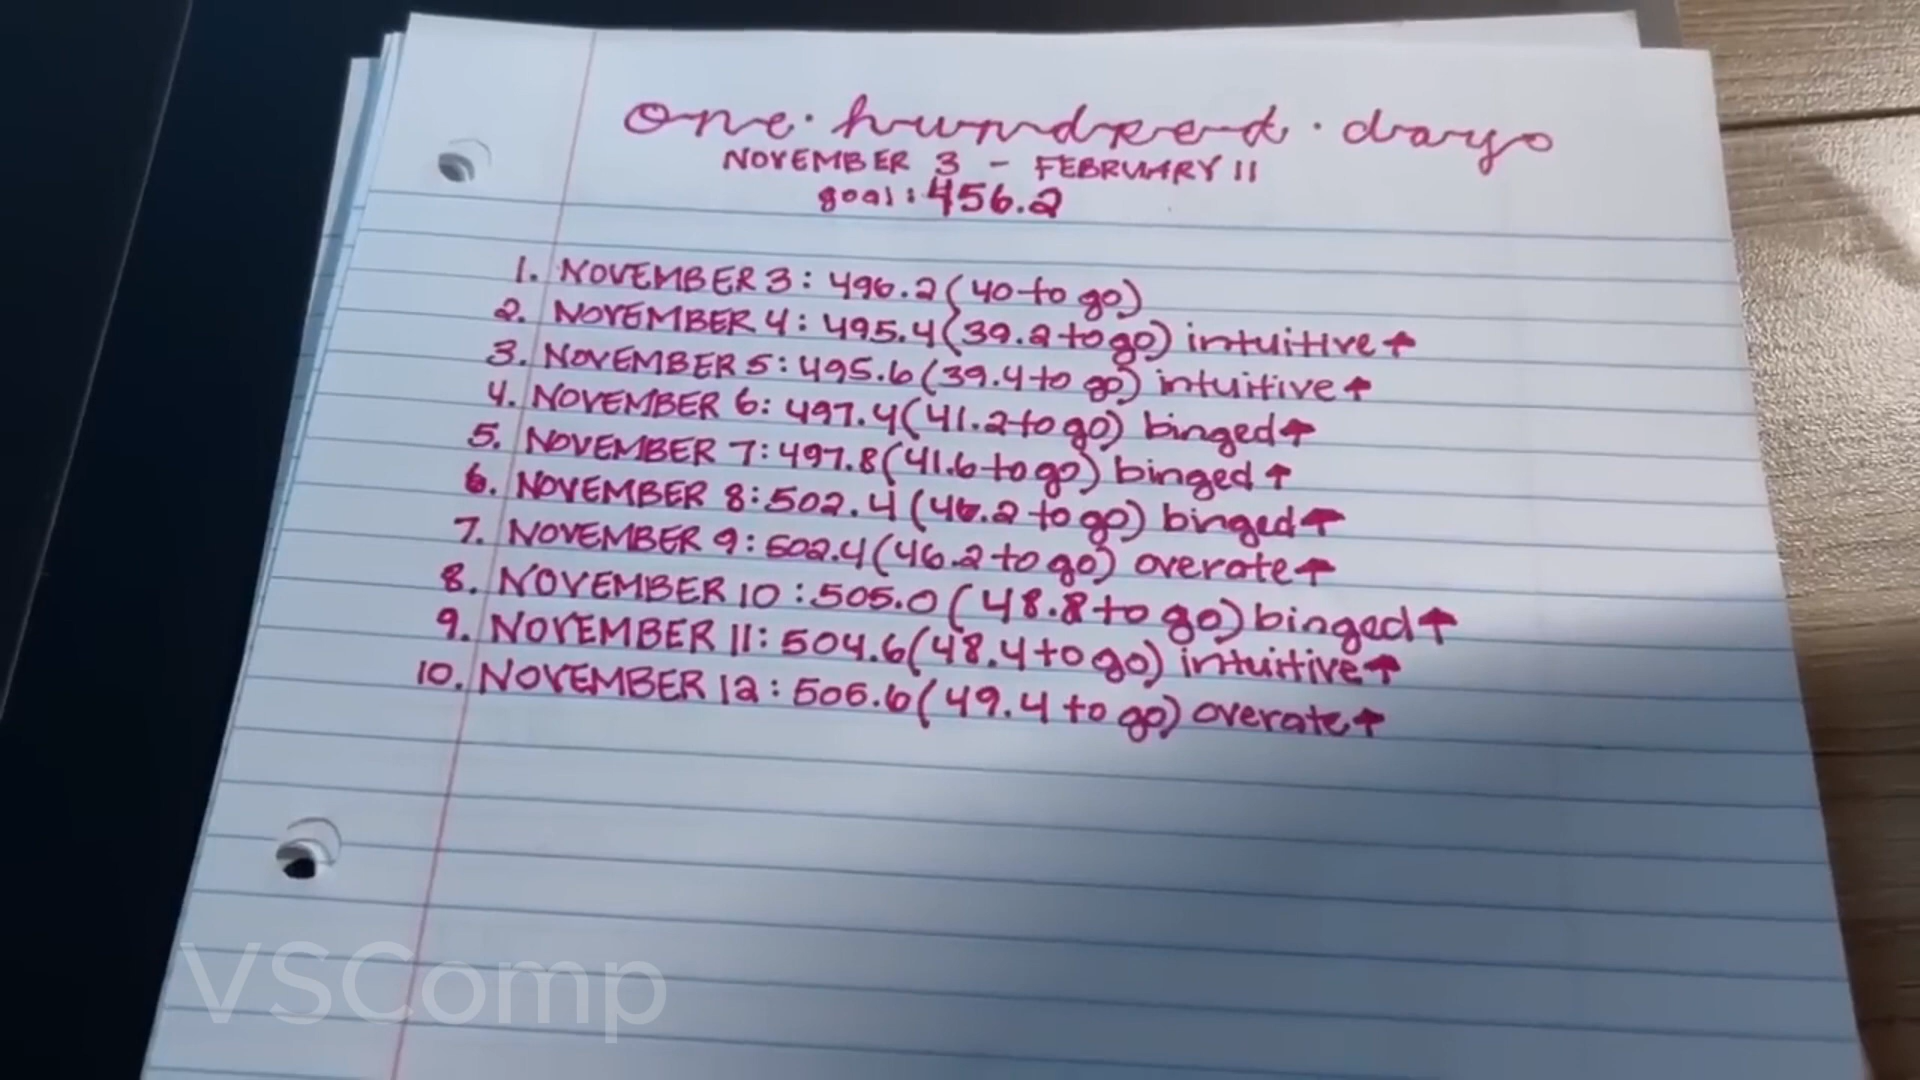 one·hundred·days
NOVEMBER 3 - FEBRUARY 11
goal:456.2
1. NOVEMBER 3: 496.2 (40 to go)
2. NOVEMBER 4: 495.4 (39.2 to go) intuitive↑
3. NOVEMBER 5: 495.6 (39.4 to go) intuitive↑
4. NOVEMBER 6: 497.4 (41.2 to go) binged↑
5. NOVEMBER 7: 497.8 (41.6 to go) binged↑
6. NOVEMBER 8: 502.4 (46.2 to go) binged↑
7. NOVEMBER 9: 502.4 (46.2 to go) overate↑
8. NOVEMBER 10: 505.0 (48.8 to go) binged↑
9. NOVEMBER 11: 504.6 (48.4 to go) intuitive↑
10. NOVEMBER 12: 505.6 (49.4 to go) overate↑
VSComp